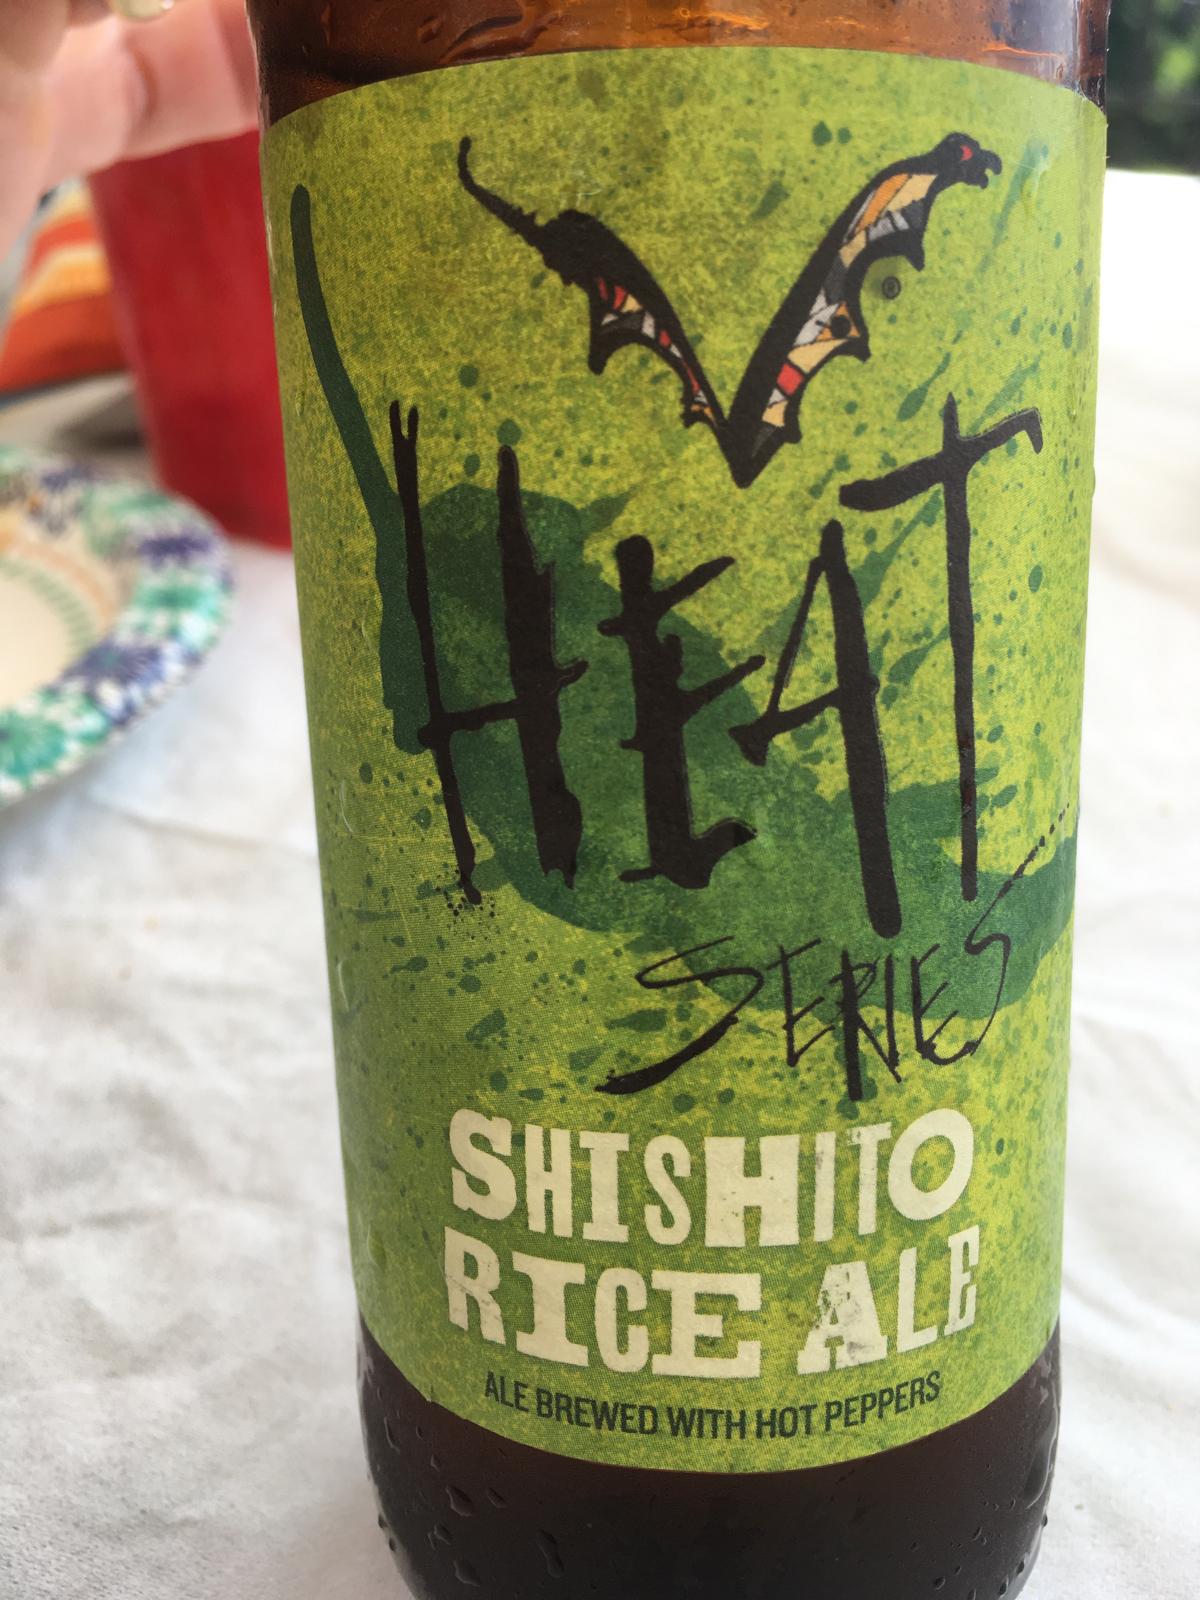 ®
HEAT
SERIES
SHISHITO
RICE ALE
ALE BREWED WITH HOT PEPPERS